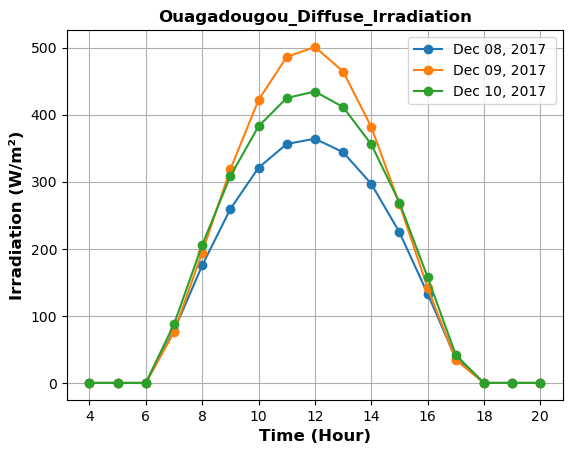 Ouagadougou_Diffuse_Irradiation
Irradiation (W/m²)
500
400
300
200
100
0
Dec 08, 2017
Dec 09, 2017
Dec 10, 2017
4 6 8 10 12 14 16 18 20
Time (Hour)